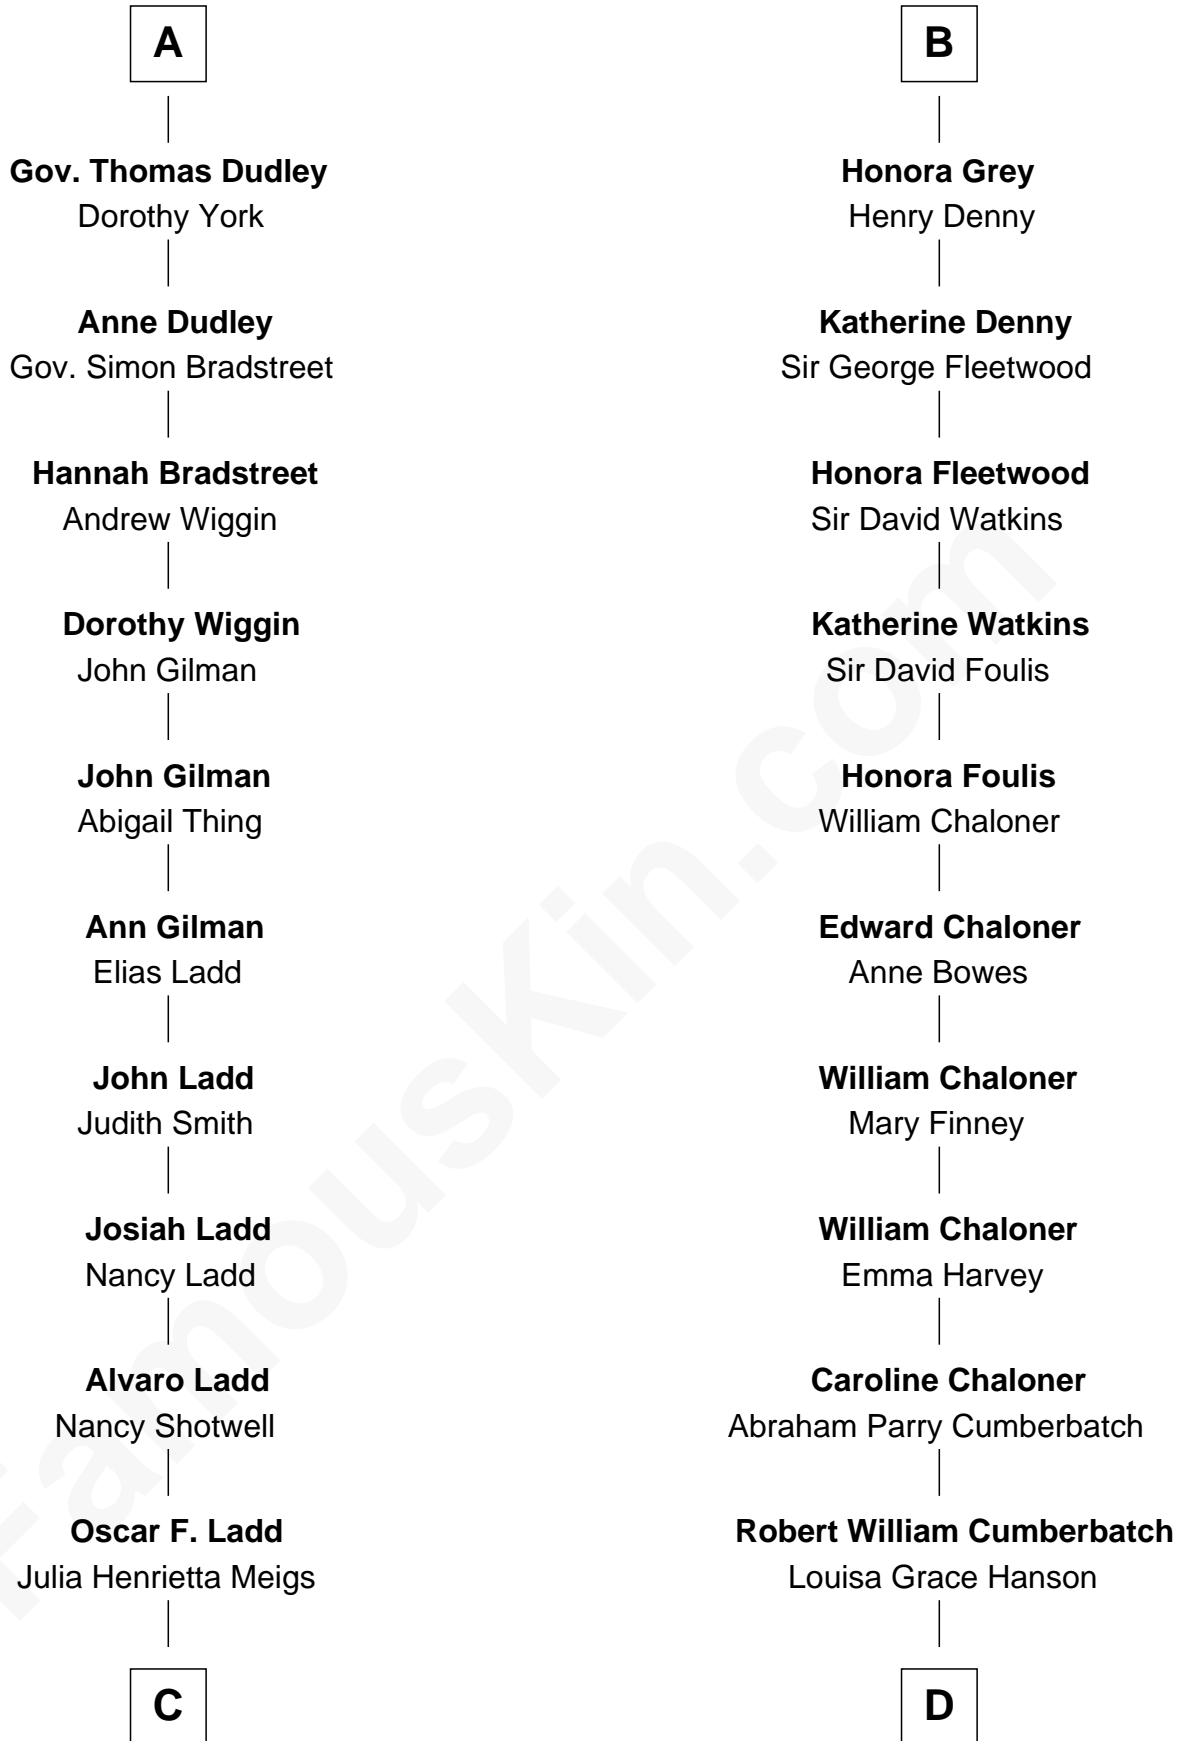 A
Gov. Thomas Dudley
Dorothy York
Anne Dudley
Gov. Simon Bradstreet
Hannah Bradstreet
Andrew Wiggin
Dorothy Wiggin
John Gilman
John Gilman
Abigail Thing
Ann Gilman
Elias Ladd
John Ladd
Judith Smith
Josiah Ladd
Nancy Ladd
Alvaro Ladd
Nancy Shotwell
Oscar F. Ladd
Julia Henrietta Meigs
C
B
Honora Grey
Henry Denny
Katherine Denny
Sir George Fleetwood
Honora Fleetwood
Sir David Watkins
Katherine Watkins
Sir David Foulis
Honora Foulis
William Chaloner
Edward Chaloner
Anne Bowes
William Chaloner
Mary Finney
William Chaloner
Emma Harvey
Caroline Chaloner
Abraham Parry Cumberbatch
Robert William Cumberbatch
Louisa Grace Hanson
D
FamousKin.com